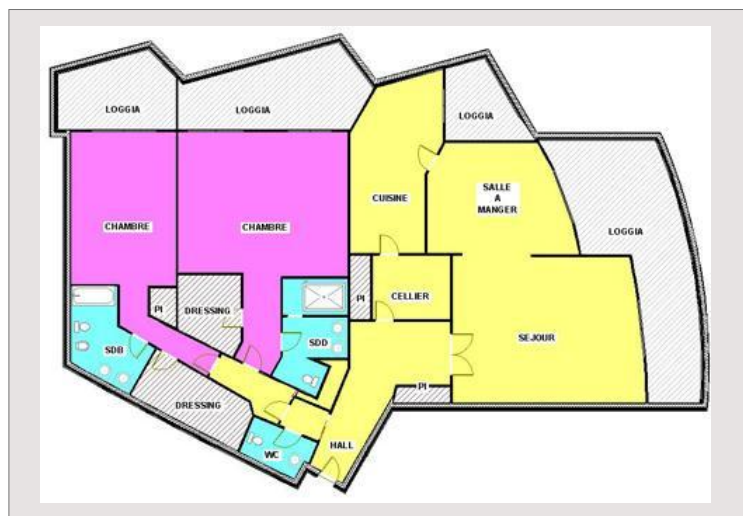 LOGGIA
LOGGIA
LOGGIA
CUISINE
SALLE
A
MANGER
CHAMBRE
CHAMBRE
LOGGIA
PI
DRESSING
PI
CELLIER
SEJOUR
SDB
SDD
DRESSING
PI
HALL
WC